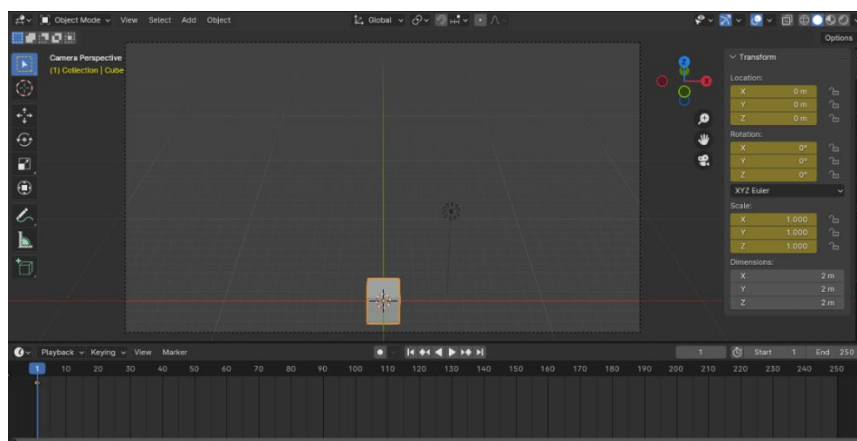 Object Mode View Select Add Object Global
Options
Camera Perspective
(1) Collection | Cube
Z
X
Transform
Location:
X 0 m
Y 0 m
Z 0 m
Rotation:
X 0°
Y 0°
Z 0°
XYZ Euler
Scale:
X 1.000
Y 1.000
Z 1.000
Dimensions:
X 2 m
Y 2 m
Z 2 m
Playback Keying View Marker 1 Start 1 End 250
1 10 20 30 40 50 60 70 80 90 100 110 120 130 140 150 160 170 180 190 200 210 220 230 240 250